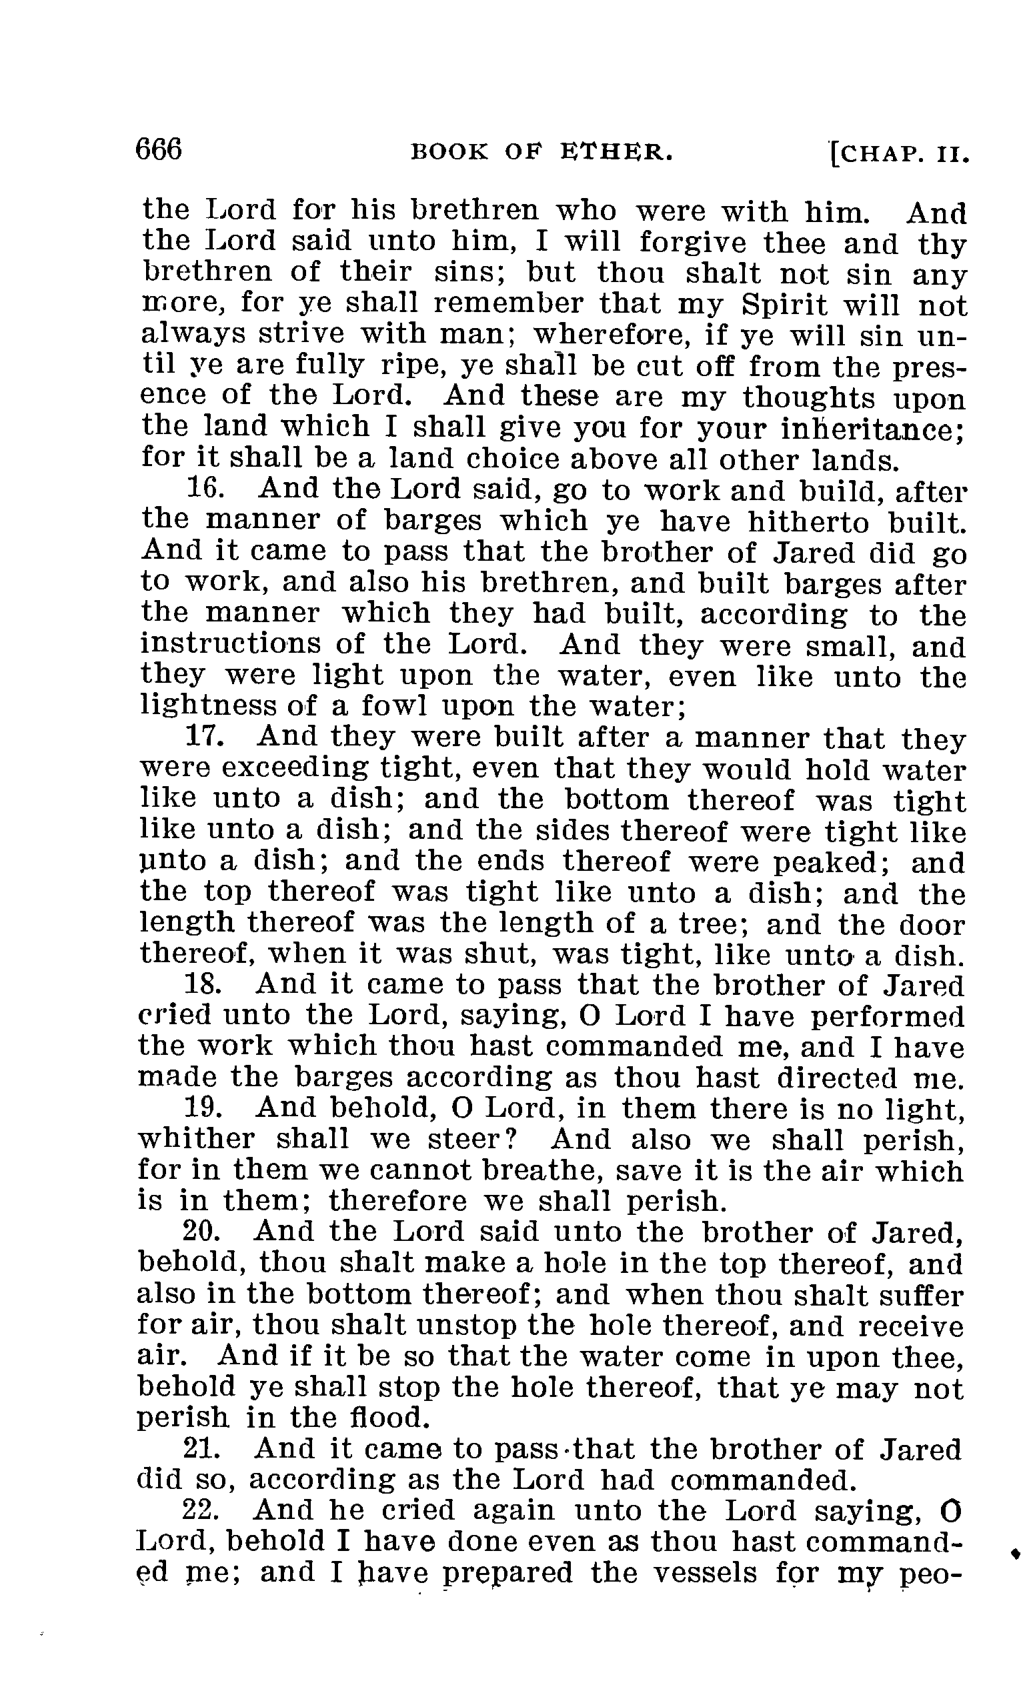 666 BOOK OF ETHER. [CHAP. II.
the Lord for his brethren who were with him. And
the Lord said unto him, I will forgive thee and thy
brethren of their sins; but thou shalt not sin any
more, for ye shall remember that my Spirit will not
always strive with man; wherefore, if ye will sin un-
til ye are fully ripe, ye shall be cut off from the pres-
ence of the Lord. And these are my thoughts upon
the land which I shall give you for your inheritance;
for it shall be a land choice above all other lands.
16. And the Lord said, go to work and build, after
the manner of barges which ye have hitherto built.
And it came to pass that the brother of Jared did go
to work, and also his brethren, and built barges after
the manner which they had built, according to the
instructions of the Lord. And they were small, and
they were light upon the water, even like unto the
lightness of a fowl upon the water;
17. And they were built after a manner that they
were exceeding tight, even that they would hold water
like unto a dish; and the bottom thereof was tight
like unto a dish; and the sides thereof were tight like
unto a dish; and the ends thereof were peaked; and
the top thereof was tight like unto a dish; and the
length thereof was the length of a tree; and the door
thereof, when it was shut, was tight, like unto a dish.
18. And it came to pass that the brother of Jared
cried unto the Lord, saying, O Lord I have performed
the work which thou hast commanded me, and I have
made the barges according as thou hast directed me.
19. And behold, O Lord, in them there is no light,
whither shall we steer? And also we shall perish,
for in them we cannot breathe, save it is the air which
is in them; therefore we shall perish.
20. And the Lord said unto the brother of Jared,
behold, thou shalt make a hole in the top thereof, and
also in the bottom thereof; and when thou shalt suffer
for air, thou shalt unstop the hole thereof, and receive
air. And if it be so that the water come in upon thee,
behold ye shall stop the hole thereof, that ye may not
perish in the flood.
21. And it came to pass that the brother of Jared
did so, according as the Lord had commanded.
22. And he cried again unto the Lord saying, O
Lord, behold I have done even as thou hast command-
ed me; and I have prepared the vessels for my peo-